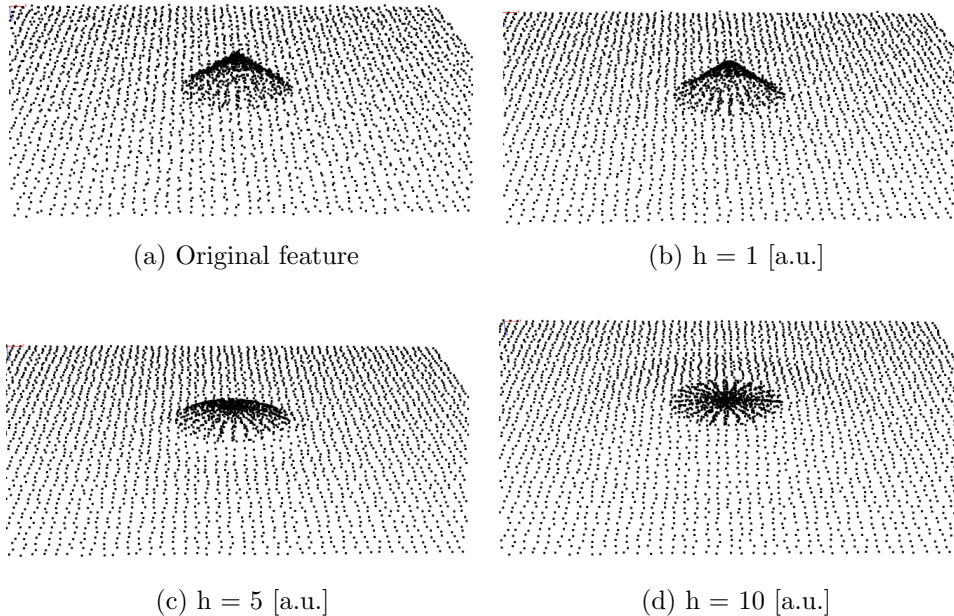 (a) Original feature
(b) h = 1 [a.u.]
(c) h = 5 [a.u.]
(d) h = 10 [a.u.]